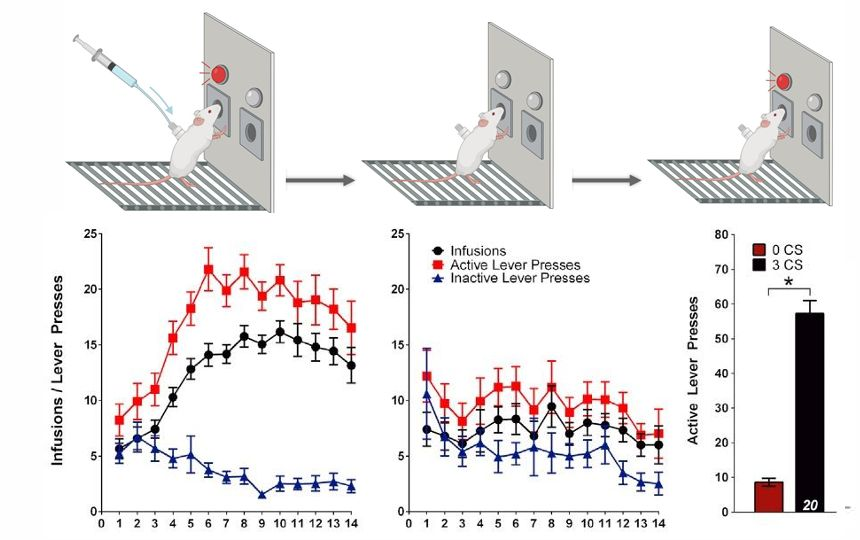 Infusions / Lever Presses
25
20
15
10
5
0
0 1 2 3 4 5 6 7 8 9 10 11 12 13 14
25
20
15
10
5
0
Infusions
Active Lever Presses
Inactive Lever Presses
0 1 2 3 4 5 6 7 8 9 10 11 12 13 14
Active Lever Presses
80
70
60
50
40
30
20
10
0
0 CS
3 CS
*
20